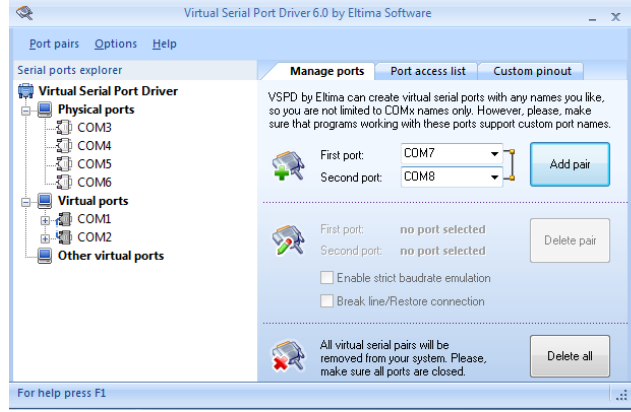 Virtual Serial Port Driver 6.0 by Eltima Software
Port pairs Options Help
Serial ports explorer
Virtual Serial Port Driver
Physical ports
COM3
COM4
COM5
COM6
Virtual ports
COM1
COM2
Other virtual ports
Manage ports Port access list Custom pinout
VSPD by Eltima can create virtual serial ports with any names you like,
so you are not limited to COMx names only. However, please, make
sure that programs working with these ports support custom port names.
First port: COM7
Second port: COM8
Add pair
First port: no port selected
Second port: no port selected
Delete pair
Enable strict baudrate emulation
Break line/Restore connection
All virtual serial pairs will be
removed from your system. Please,
make sure all ports are closed.
Delete all
For help press F1